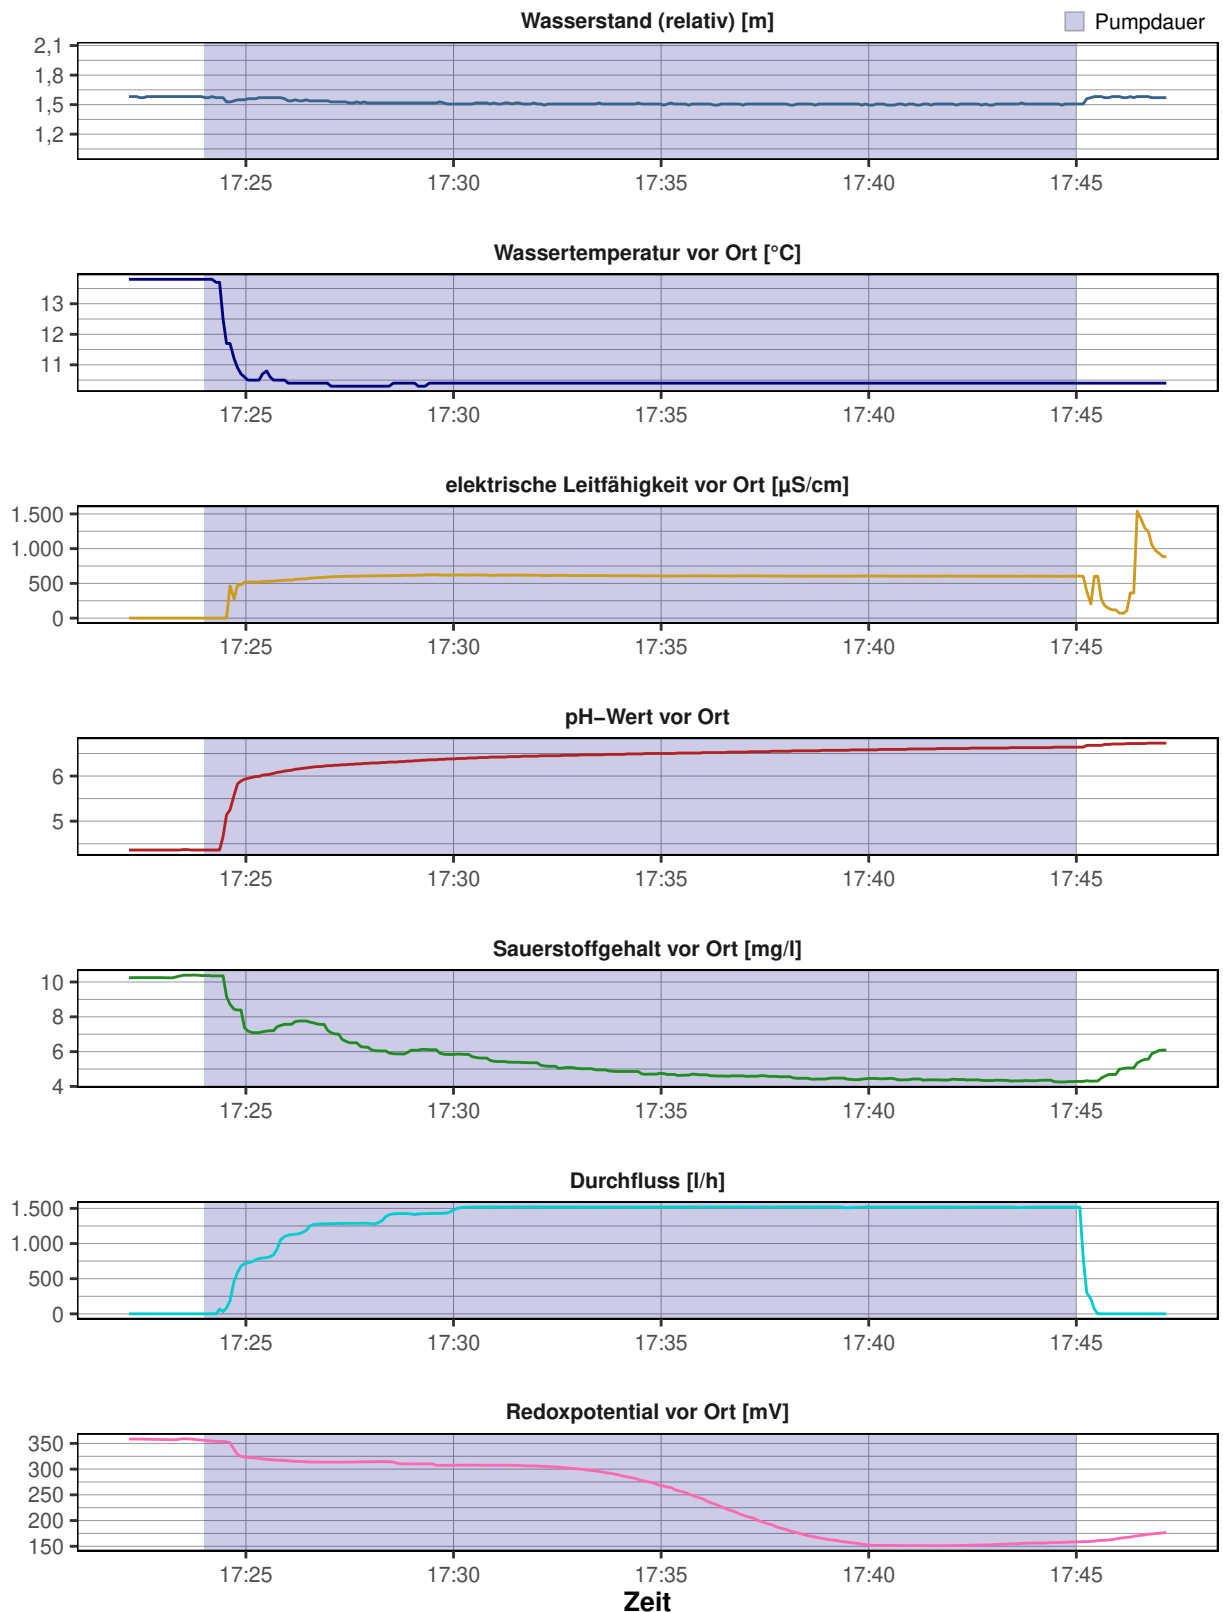 Wasserstand (relativ) [m]
Pumpdauer
2,1
1,8
1,5
1,2
17:25 17:30 17:35 17:40 17:45
Wassertemperatur vor Ort [°C]
13
12
11
17:25 17:30 17:35 17:40 17:45
elektrische Leitfähigkeit vor Ort [µS/cm]
1.500
1.000
500
0
17:25 17:30 17:35 17:40 17:45
pH−Wert vor Ort
6
5
17:25 17:30 17:35 17:40 17:45
Sauerstoffgehalt vor Ort [mg/l]
10
8
6
4
17:25 17:30 17:35 17:40 17:45
Durchfluss [l/h]
1.500
1.000
500
0
17:25 17:30 17:35 17:40 17:45
Redoxpotential vor Ort [mV]
350
300
250
200
150
17:25 17:30 17:35 17:40 17:45
Zeit